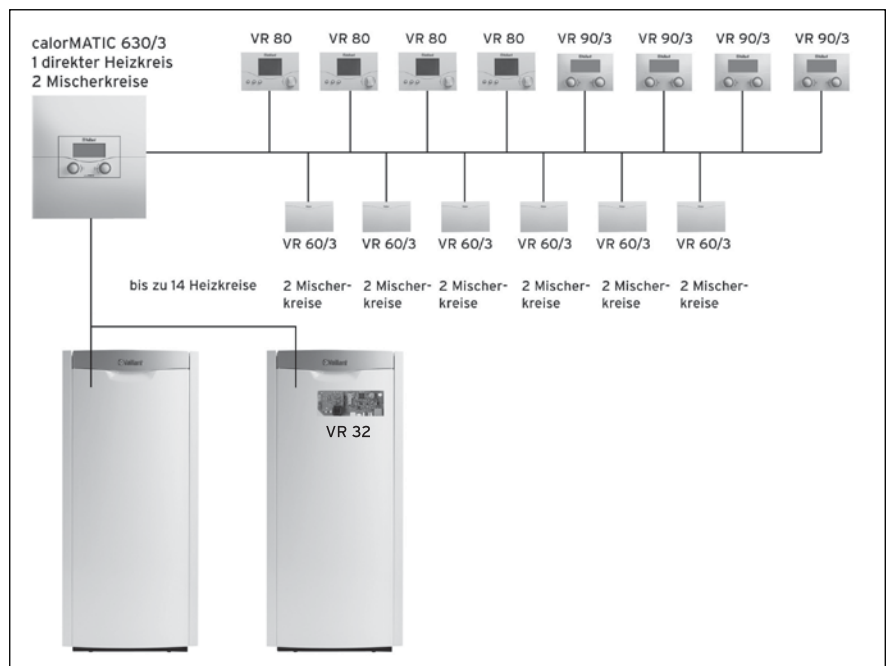 calorMATIC 630/3
1 direkter Heizkreis
2 Mischerkreise
VR 80 VR 80 VR 80 VR 80 VR 90/3 VR 90/3 VR 90/3 VR 90/3
VR 60/3 VR 60/3 VR 60/3 VR 60/3 VR 60/3 VR 60/3
bis zu 14 Heizkreise
2 Mischer-
kreise
2 Mischer-
kreise
2 Mischer-
kreise
2 Mischer-
kreise
2 Mischer-
kreise
2 Mischer-
kreise
Vaillant
Vaillant
VR 32